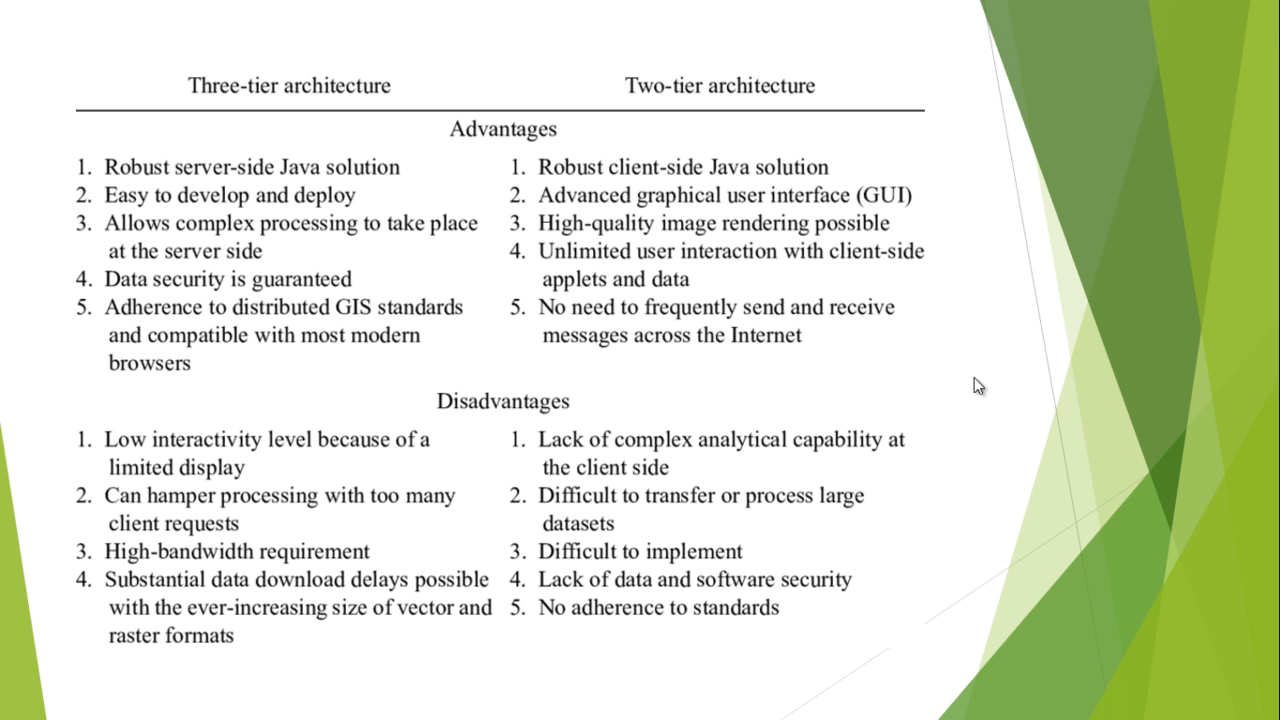 Three-tier architecture
Two-tier architecture
Advantages
1. Robust server-side Java solution
2. Easy to develop and deploy
3. Allows complex processing to take place
at the server side
4. Data security is guaranteed
5. Adherence to distributed GIS standards
and compatible with most modern
browsers
1. Robust client-side Java solution
2. Advanced graphical user interface (GUI)
3. High-quality image rendering possible
4. Unlimited user interaction with client-side
applets and data
5. No need to frequently send and receive
messages across the Internet
Disadvantages
1. Low interactivity level because of a
limited display
2. Can hamper processing with too many
client requests
3. High-bandwidth requirement
4. Substantial data download delays possible
with the ever-increasing size of vector and
raster formats
1. Lack of complex analytical capability at
the client side
2. Difficult to transfer or process large
datasets
3. Difficult to implement
4. Lack of data and software security
5. No adherence to standards